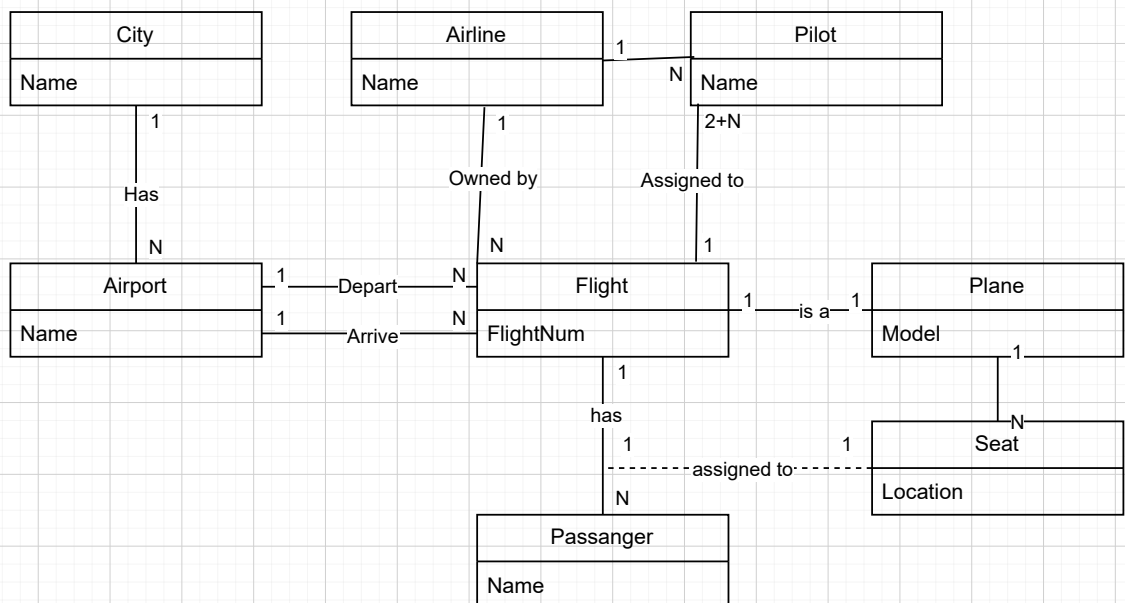 City
Airline
Pilot
1
Name
Name
N
Name
1
1
2+N
Owned by
Assigned to
Has
N
N
1
Airport
1
Depart
N
Flight
Plane
1
is a
1
1
Arrive
N
Name
FlightNum
Model
1
1
has
N
1
1
Seat
assigned to
Location
N
Passanger
Name